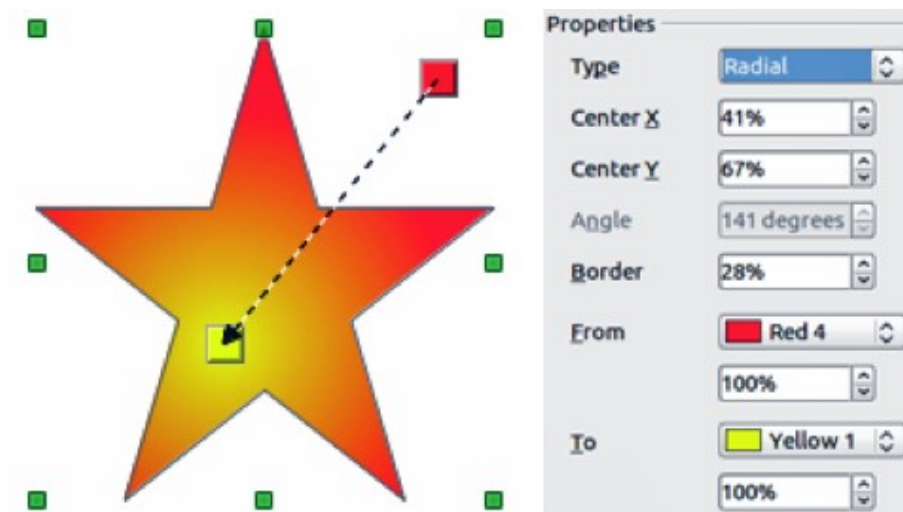 Properties
Type Radial
Center X 41%
Center Y 67%
Angle 141 degrees
Border 28%
From Red 4
100%
To Yellow 1
100%